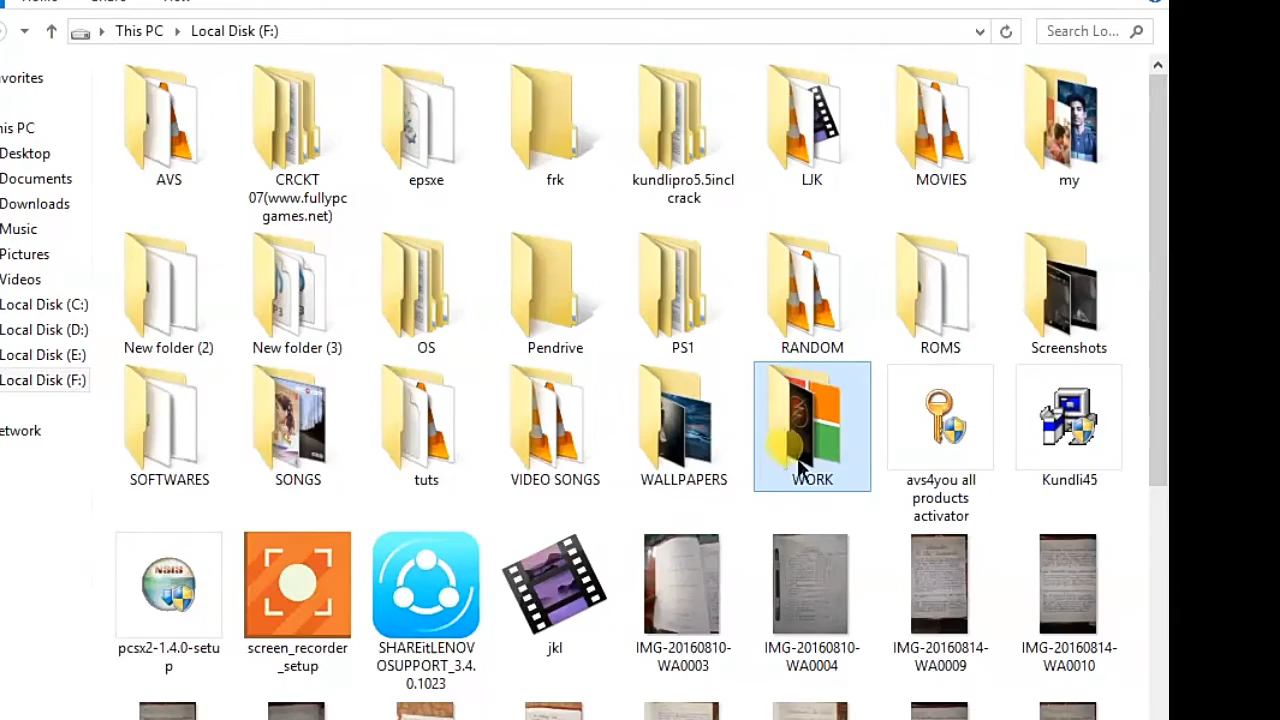 This PC
Local Disk (F:)
Search Lo...
avorites
his PC
Desktop
Documents
Downloads
Music
Pictures
Videos
Local Disk (C:)
Local Disk (D:)
Local Disk (E:)
Local Disk (F:)
etwork
AVS
CRCKT
07(www.fullypc
games.net)
epsxe
frk
kundlipro5.5incl
crack
LJK
MOVIES
my
New folder (2)
New folder (3)
OS
Pendrive
PS1
RANDOM
ROMS
Screenshots
SOFTWARES
SONGS
tuts
VIDEO SONGS
WALLPAPERS
WORK
avs4you all
products
activator
Kundli45
NSIS
pcsx2-1.4.0-setu
p
screen_recorder
_setup
SHAREitLENOV
OSUPPORT_3.4.
0.1023
jkl
IMG-20160810-
WA0003
IMG-20160810-
WA0004
IMG-20160814-
WA0009
IMG-20160814-
WA0010